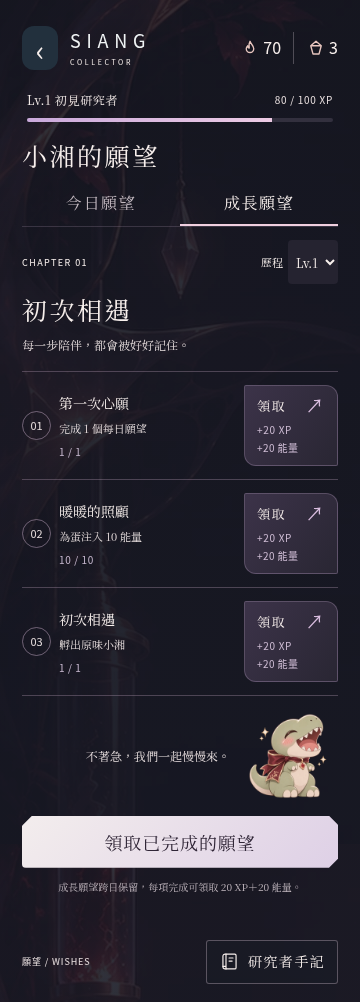 ‹
SIANG
COLLECTOR
70
3
Lv.1 初見研究者
80 / 100 XP
小湘的願望
今日願望
成長願望
CHAPTER 01
歷程
Lv.1
初次相遇
每一步陪伴，都會被好好記住。
01
第一次心願
完成 1 個每日願望
1 / 1
領取
+20 XP
+20 能量
02
暖暖的照顧
為蛋注入 10 能量
10 / 10
領取
+20 XP
+20 能量
03
初次相遇
孵出原味小湘
1 / 1
領取
+20 XP
+20 能量
不著急，我們一起慢慢來。
領取已完成的願望
成長願望跨日保留，每項完成可領取 20 XP＋20 能量。
願望 / WISHES
研究者手記